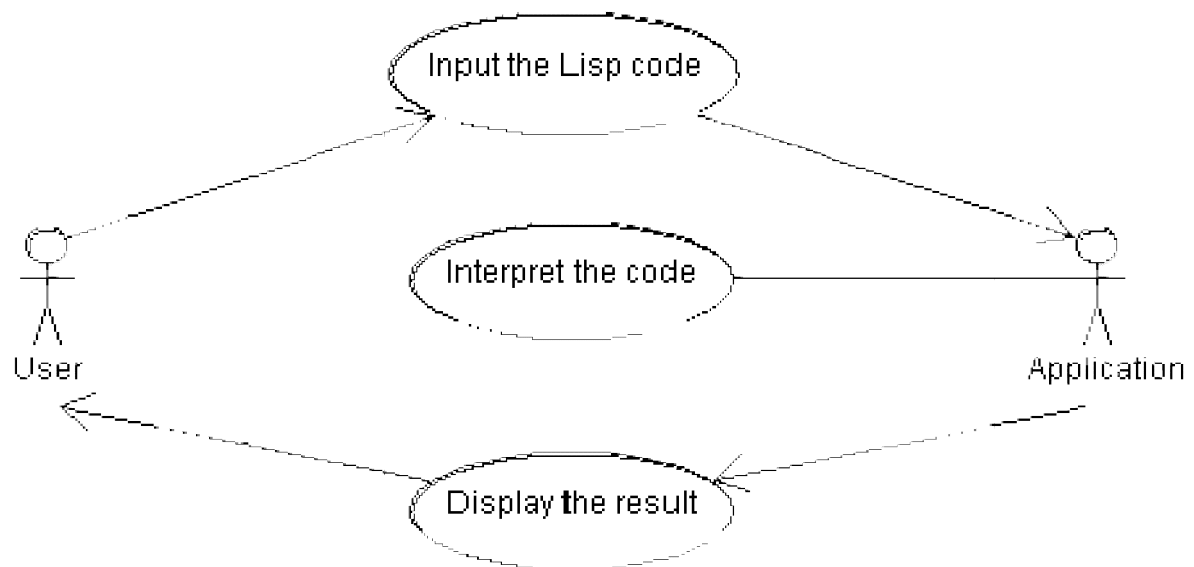 Input the Lisp code
Interpret the code
User
Application
Display the result